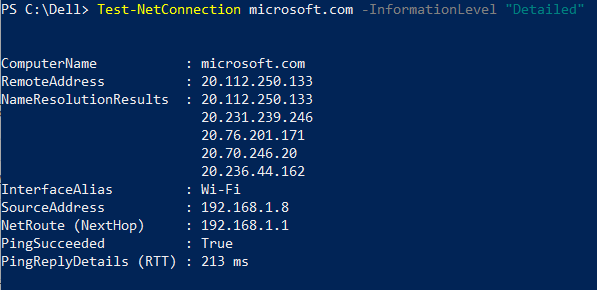 PS C:\Dell> Test-NetConnection microsoft.com -InformationLevel "Detailed"
ComputerName : microsoft.com
RemoteAddress : 20.112.250.133
NameResolutionResults : 20.112.250.133
20.231.239.246
20.76.201.171
20.70.246.20
20.236.44.162
InterfaceAlias : Wi-Fi
SourceAddress : 192.168.1.8
NetRoute (NextHop) : 192.168.1.1
PingSucceeded : True
PingReplyDetails (RTT) : 213 ms